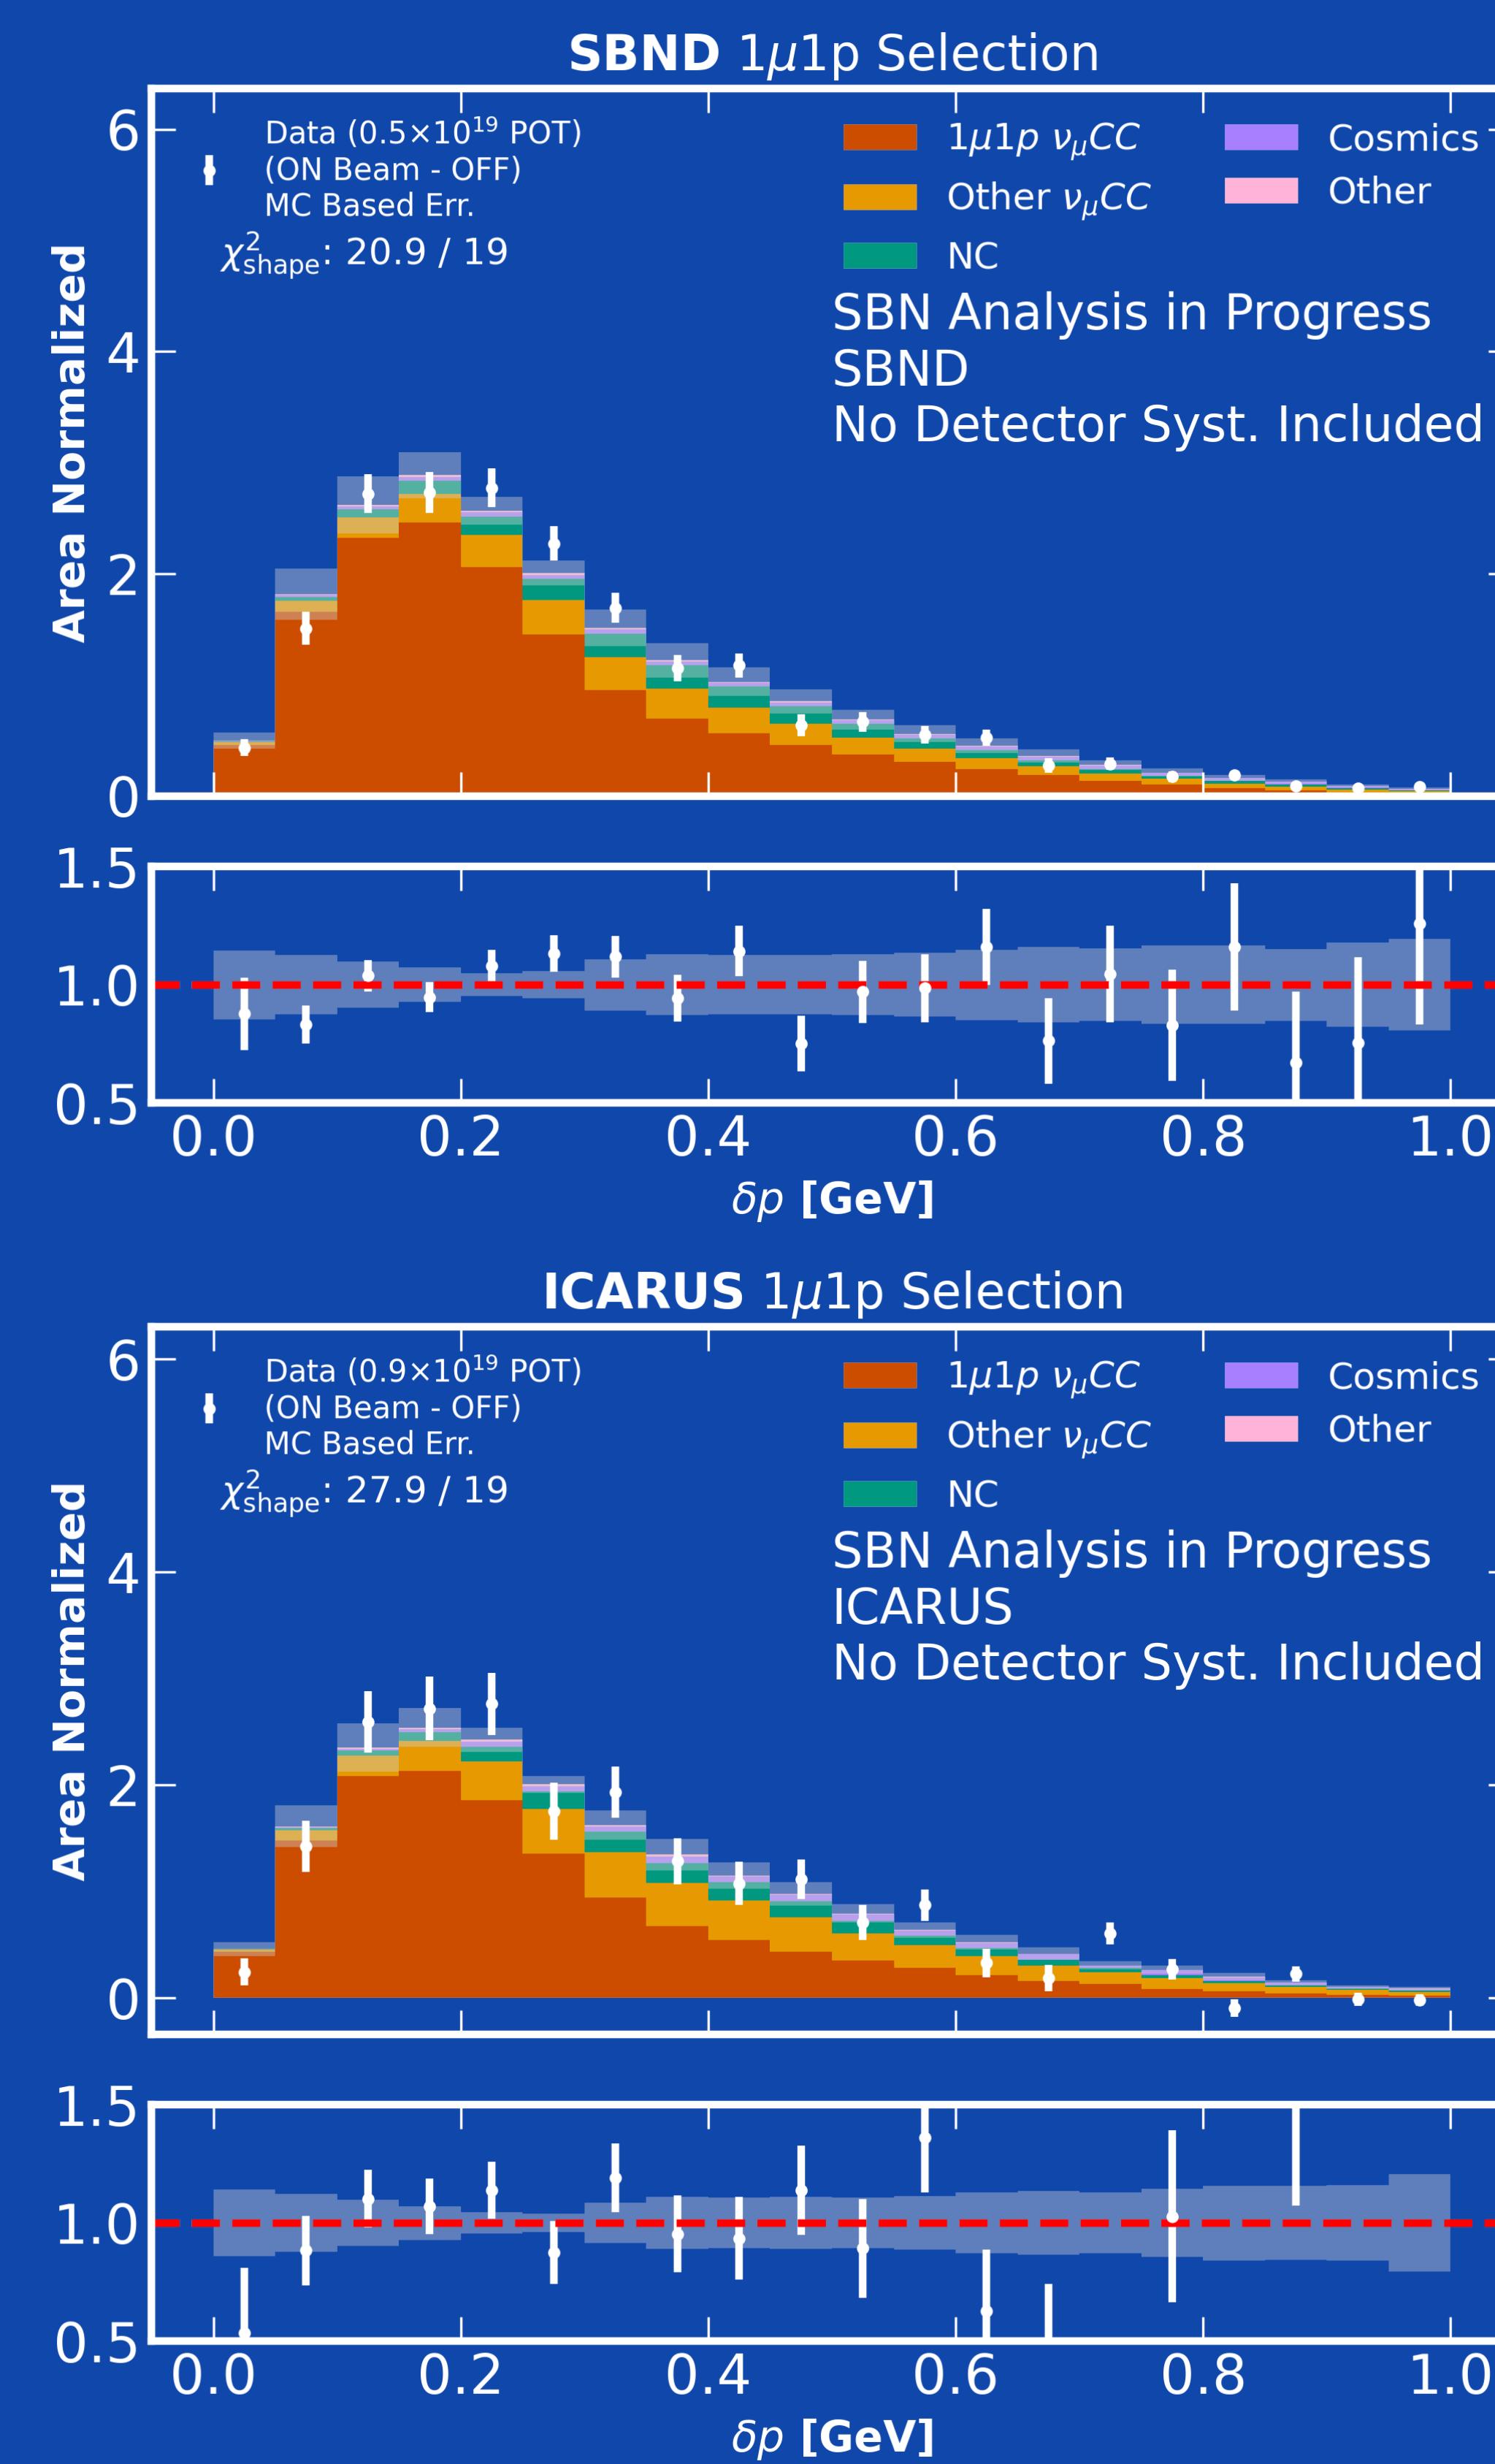 SBND 1μ1p Selection
Data (0.5×10¹⁹ POT)
(ON Beam - OFF)
MC Based Err.
χ²shape: 20.9 / 19
1μ1p νμCC
Other νμCC
NC
Cosmics
Other
SBN Analysis in Progress
SBND
No Detector Syst. Included
Area Normalized
6
4
2
0
1.5
1.0
0.5
0.0 0.2 0.4 0.6 0.8 1.0
δp [GeV]
ICARUS 1μ1p Selection
Data (0.9×10¹⁹ POT)
(ON Beam - OFF)
MC Based Err.
χ²shape: 27.9 / 19
1μ1p νμCC
Other νμCC
NC
Cosmics
Other
SBN Analysis in Progress
ICARUS
No Detector Syst. Included
Area Normalized
6
4
2
0
1.5
1.0
0.5
0.0 0.2 0.4 0.6 0.8 1.0
δp [GeV]